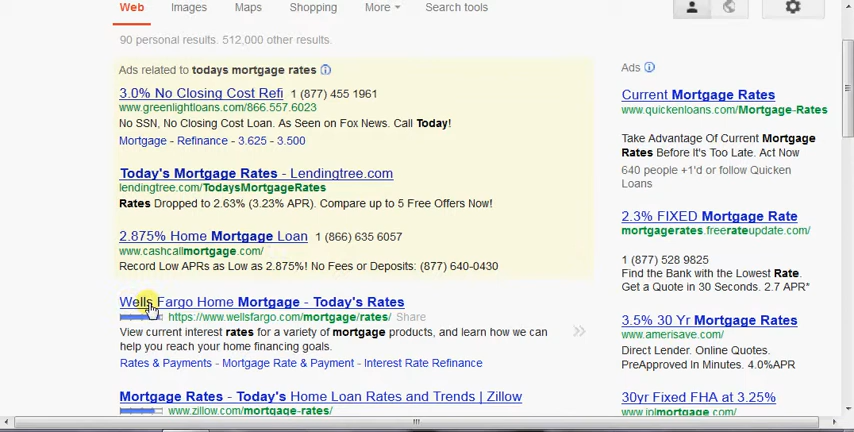 Web Images Maps Shopping More Search tools
90 personal results. 512,000 other results.
Ads related to todays mortgage rates
3.0% No Closing Cost Refi 1 (877) 455 1961
www.greenlightloans.com/866.557.6023
No SSN, No Closing Cost Loan. As Seen on Fox News. Call Today!
Mortgage - Refinance - 3.625 - 3.500
Today's Mortgage Rates - Lendingtree.com
lendingtree.com/TodaysMortgageRates
Rates Dropped to 2.63% (3.23% APR). Compare up to 5 Free Offers Now!
2.875% Home Mortgage Loan 1 (866) 635 6057
www.cashcallmortgage.com/
Record Low APRs as Low as 2.875%! No Fees or Deposits: (877) 640-0430
Wells Fargo Home Mortgage - Today's Rates
https://www.wellsfargo.com/mortgage/rates/ Share
View current interest rates for a variety of mortgage products, and learn how we can
help you reach your home financing goals.
Rates & Payments - Mortgage Rate & Payment - Interest Rate Refinance
Mortgage Rates - Today's Home Loan Rates and Trends | Zillow
www.zillow.com/mortgage-rates/
Ads
Current Mortgage Rates
www.quickenloans.com/Mortgage-Rates
Take Advantage Of Current Mortgage
Rates Before It's Too Late. Act Now
640 people +1'd or follow Quicken
Loans
2.3% FIXED Mortgage Rate
mortgagerates.freerateupdate.com/
1 (877) 528 9825
Find the Bank with the Lowest Rate.
Get a Quote in 30 Seconds. 2.7 APR*
3.5% 30 Yr Mortgage Rates
www.amerisave.com/
Direct Lender. Online Quotes.
PreApproved In Minutes. 4.0%APR
30yr Fixed FHA at 3.25%
www.jplmortgage.com/